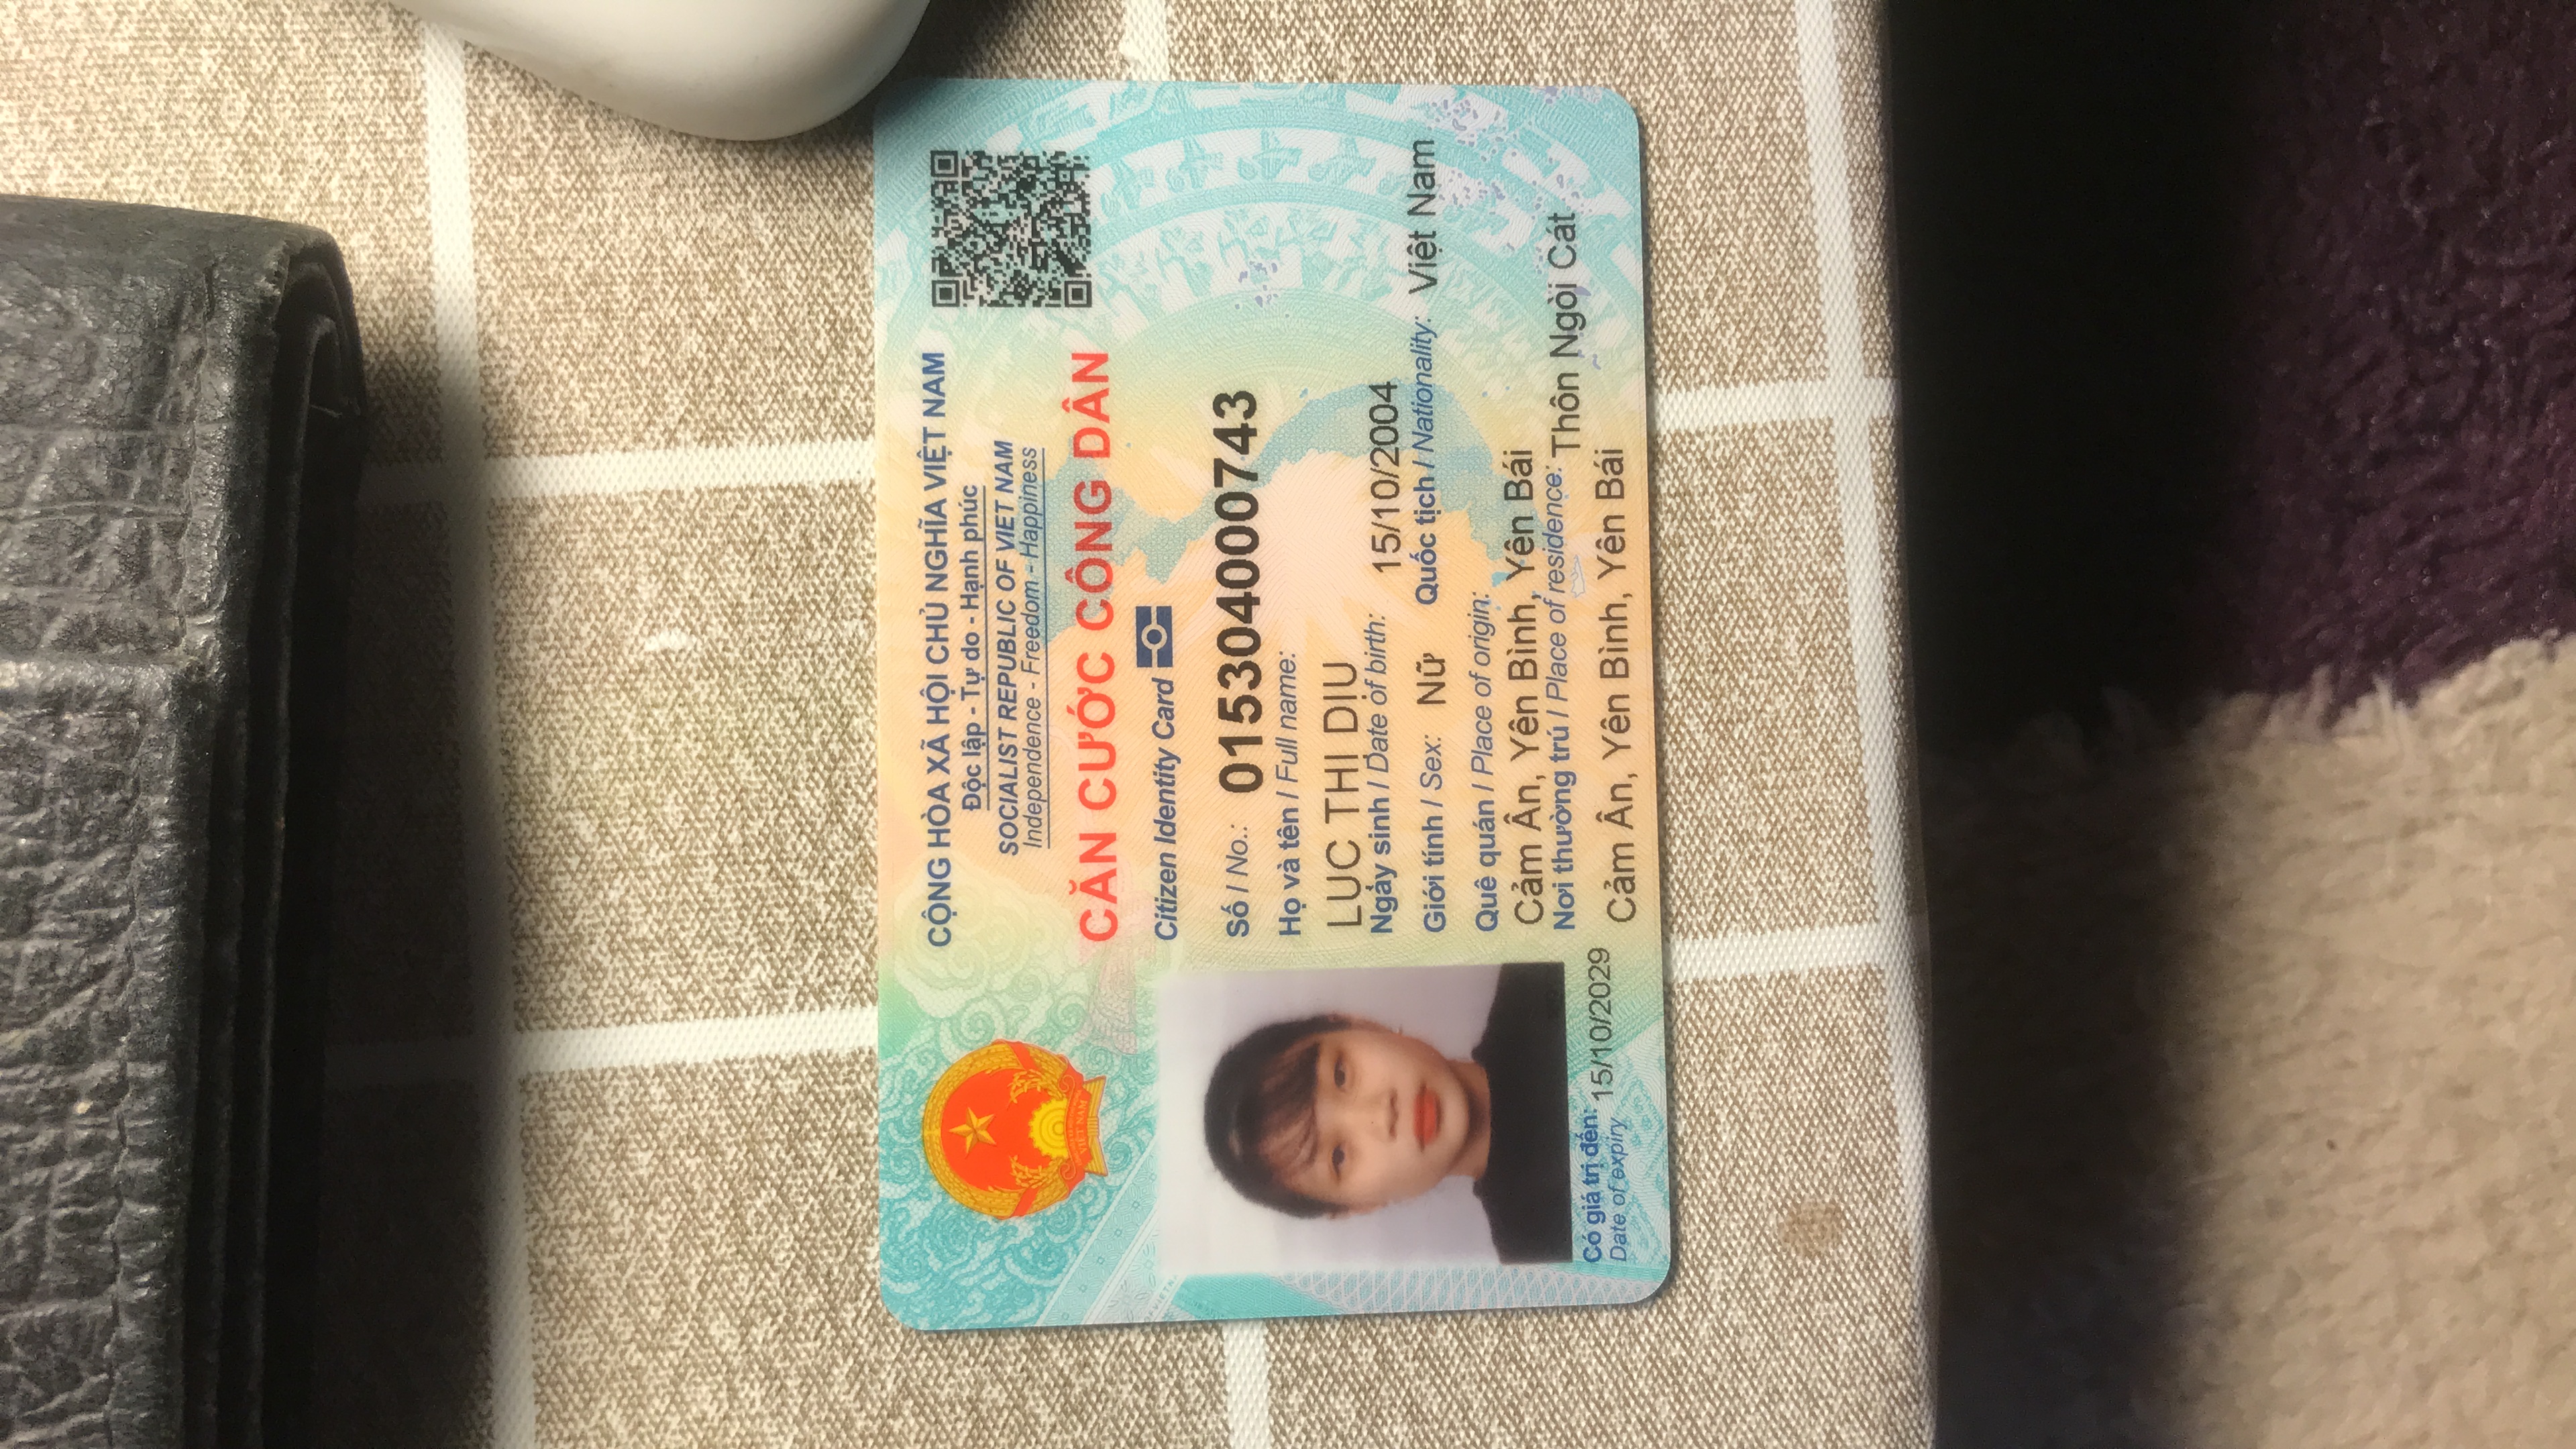 CỘNG HÒA XÃ HỘI CHỦ NGHĨA VIỆT NAM
Độc lập - Tự do - Hạnh phúc
SOCIALIST REPUBLIC OF VIET NAM
Independence - Freedom - Happiness
CĂN CƯỚC CÔNG DÂN
Citizen Identity Card
Số / No.: 015304000743
Họ và tên / Full name:
LỤC THỊ DỊU
Ngày sinh / Date of birth: 15/10/2004
Giới tính / Sex: Nữ Quốc tịch / Nationality: Việt Nam
Quê quán / Place of origin:
Cảm Ân, Yên Bình, Yên Bái
Nơi thường trú / Place of residence: Thôn Ngòi Cát
Cảm Ân, Yên Bình, Yên Bái
Có giá trị đến: 15/10/2029
Date of expiry
VIỆT NAM